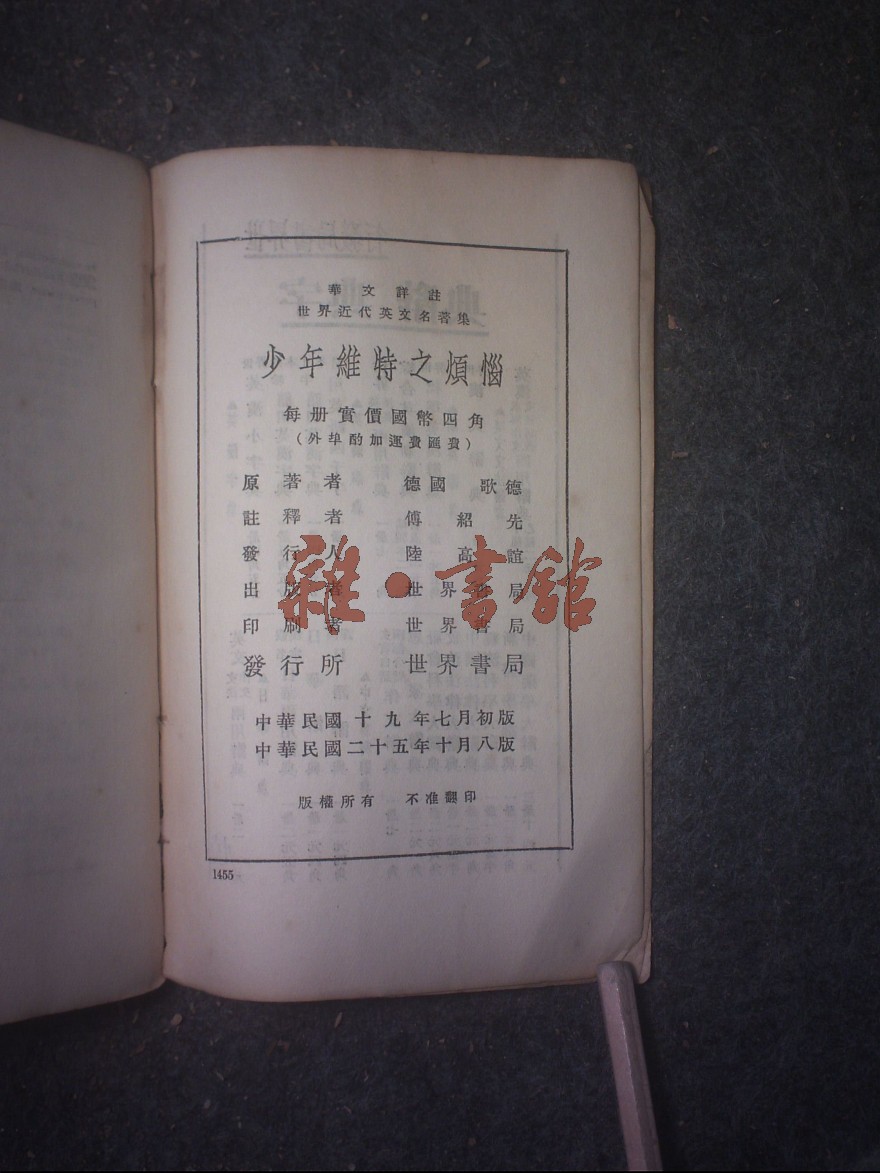 華文詳註
世界近代英文名著集
少年維特之煩惱
每册實價國幣四角
(外埠酌加運費匯費)
原著者 德國 歌德
註釋者 傅紹先
發行人 陸高誼
出版者 世界書局
印刷者 世界書局
發行所 世界書局
中華民國十九年七月初版
中華民國二十五年十月八版
版權所有 不准翻印
1455
雜·書館